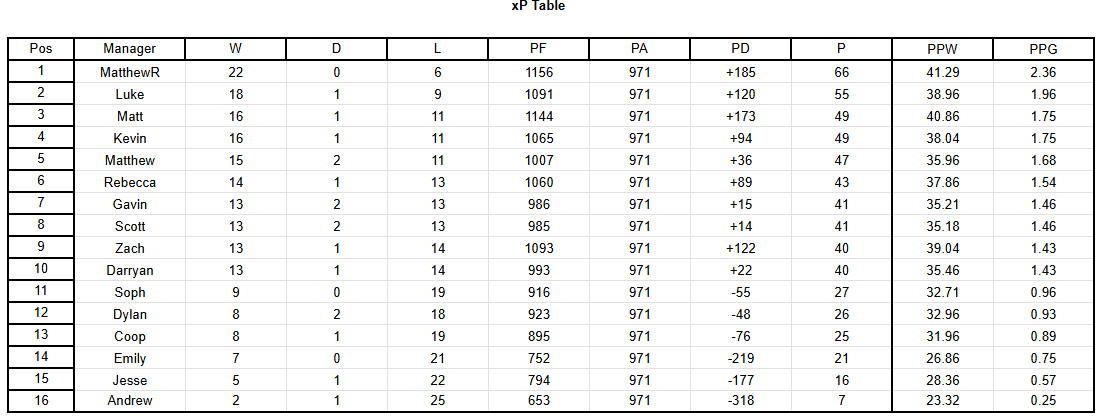 xP Table
Pos Manager W D L PF PA PD P PPW PPG
1 MatthewR 22 0 6 1156 971 +185 66 41.29 2.36
2 Luke 18 1 9 1091 971 +120 55 38.96 1.96
3 Matt 16 1 11 1144 971 +173 49 40.86 1.75
4 Kevin 16 1 11 1065 971 +94 49 38.04 1.75
5 Matthew 15 2 11 1007 971 +36 47 35.96 1.68
6 Rebecca 14 1 13 1060 971 +89 43 37.86 1.54
7 Gavin 13 2 13 986 971 +15 41 35.21 1.46
8 Scott 13 2 13 985 971 +14 41 35.18 1.46
9 Zach 13 1 14 1093 971 +122 40 39.04 1.43
10 Darryan 13 1 14 993 971 +22 40 35.46 1.43
11 Soph 9 0 19 916 971 -55 27 32.71 0.96
12 Dylan 8 2 18 923 971 -48 26 32.96 0.93
13 Coop 8 1 19 895 971 -76 25 31.96 0.89
14 Emily 7 0 21 752 971 -219 21 26.86 0.75
15 Jesse 5 1 22 794 971 -177 16 28.36 0.57
16 Andrew 2 1 25 653 971 -318 7 23.32 0.25